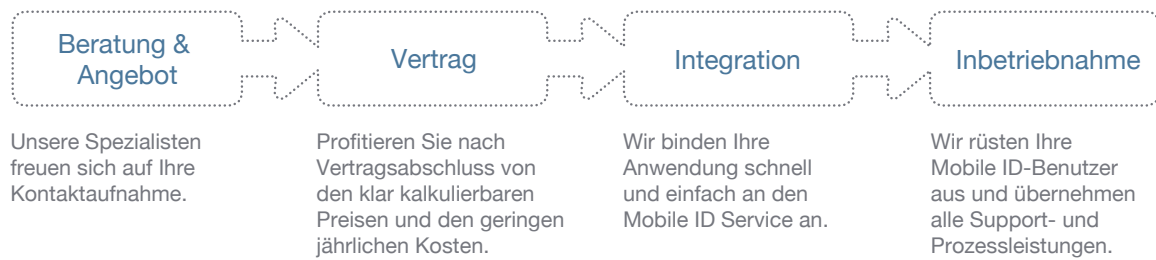 Beratung &
Angebot
Vertrag
Integration
Inbetriebnahme
Unsere Spezialisten
freuen sich auf Ihre
Kontaktaufnahme.
Profitieren Sie nach
Vertragsabschluss von
den klar kalkulierbaren
Preisen und den geringen
jährlichen Kosten.
Wir binden Ihre
Anwendung schnell
und einfach an den
Mobile ID Service an.
Wir rüsten Ihre
Mobile ID-Benutzer
aus und übernehmen
alle Support- und
Prozessleistungen.